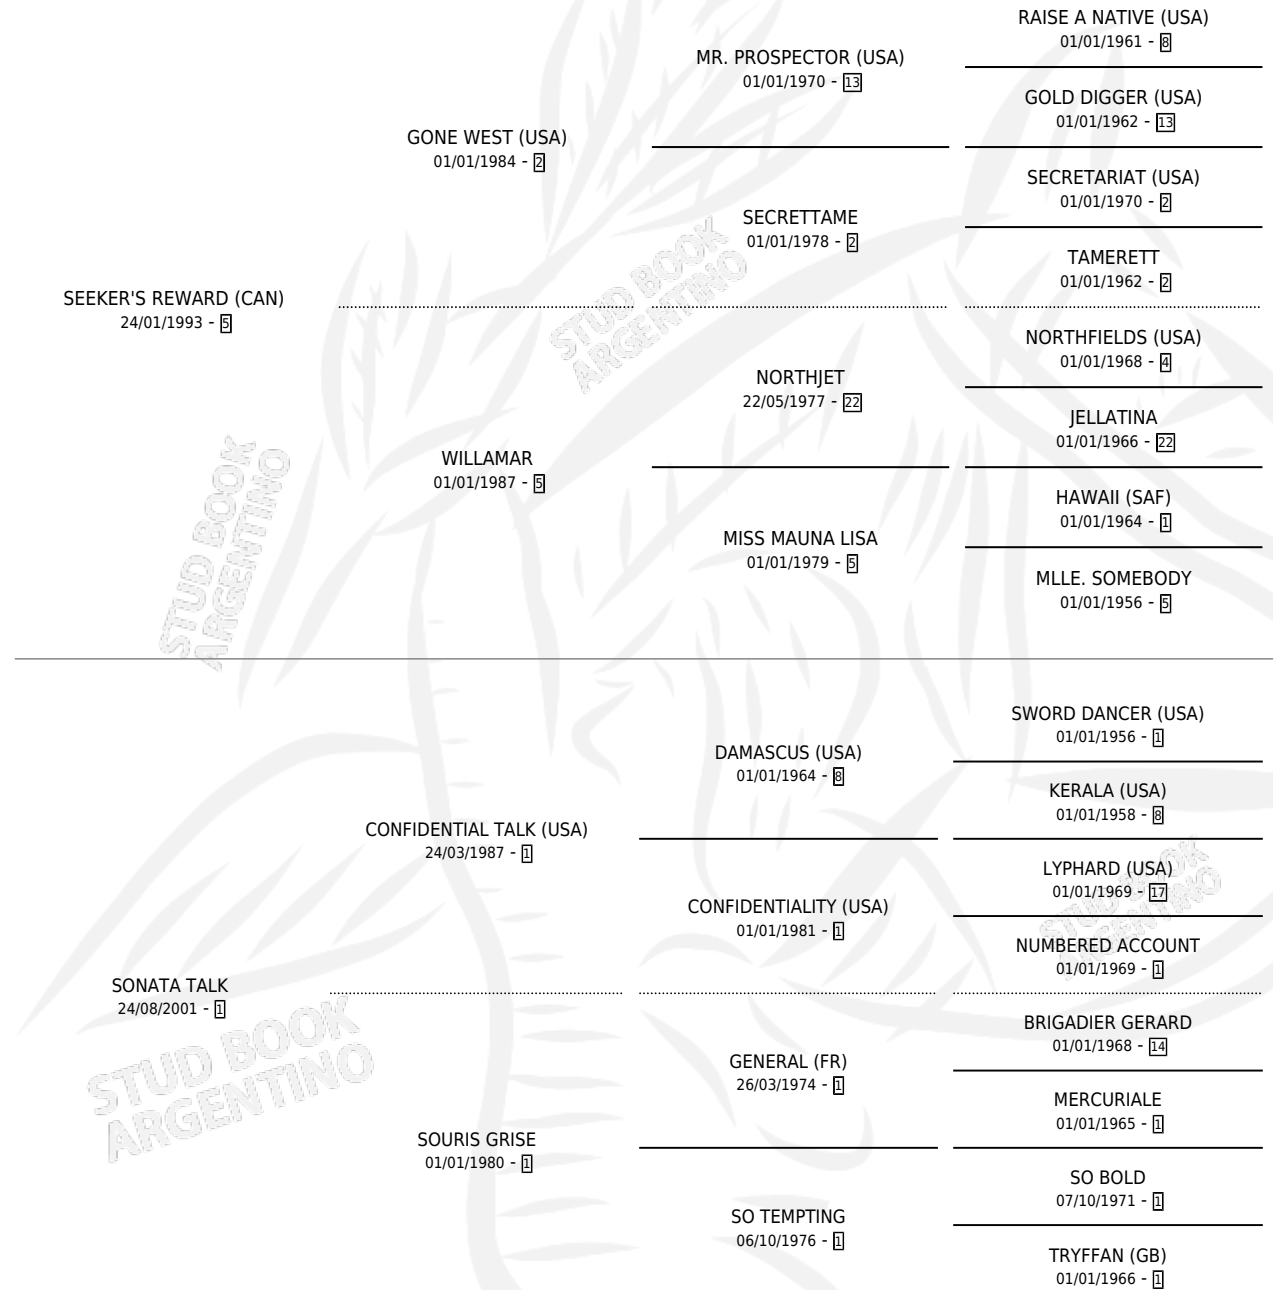 RAISE A NATIVE (USA)
01/01/1961 - 8
MR. PROSPECTOR (USA)
01/01/1970 - 13
GOLD DIGGER (USA)
01/01/1962 - 13
GONE WEST (USA)
01/01/1984 - 2
SECRETARIAT (USA)
01/01/1970 - 2
SECRETTAME
01/01/1978 - 2
TAMERETT
01/01/1962 - 2
SEEKER'S REWARD (CAN)
24/01/1993 - 5
NORTHFIELDS (USA)
01/01/1968 - 4
NORTHJET
22/05/1977 - 22
JELLATINA
01/01/1966 - 22
WILLAMAR
01/01/1987 - 5
HAWAII (SAF)
01/01/1964 - 1
MISS MAUNA LISA
01/01/1979 - 5
MLLE. SOMEBODY
01/01/1956 - 5
SWORD DANCER (USA)
01/01/1956 - 1
DAMASCUS (USA)
01/01/1964 - 8
KERALA (USA)
01/01/1958 - 8
CONFIDENTIAL TALK (USA)
24/03/1987 - 1
LYPHARD (USA)
01/01/1969 - 17
CONFIDENTIALITY (USA)
01/01/1981 - 1
NUMBERED ACCOUNT
01/01/1969 - 1
SONATA TALK
24/08/2001 - 1
BRIGADIER GERARD
01/01/1968 - 14
GENERAL (FR)
26/03/1974 - 1
MERCURIALE
01/01/1965 - 1
SOURIS GRISE
01/01/1980 - 1
SO BOLD
07/10/1971 - 1
SO TEMPTING
06/10/1976 - 1
TRYFFAN (GB)
01/01/1966 - 1
STUD BOOK
ARGENTINO
STUD BOOK
ARGENTINO
STUD BOOK
ARGENTINO
STUD BOOK
ARGENTINO